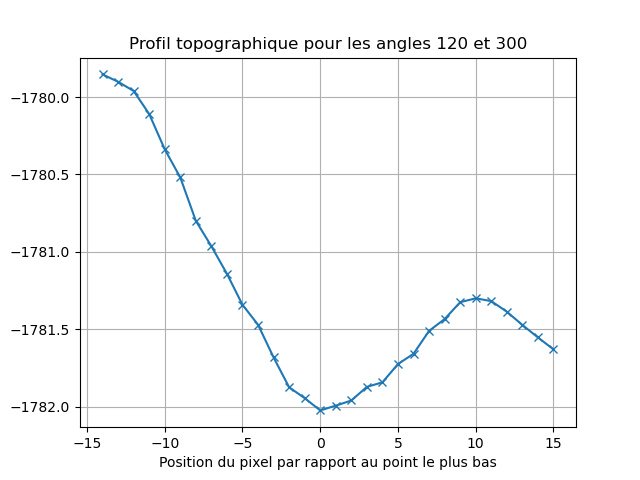 Profil topographique pour les angles 120 et 300
−1780.0
−1780.5
−1781.0
−1781.5
−1782.0
−15 −10 −5 0 5 10 15
Position du pixel par rapport au point le plus bas